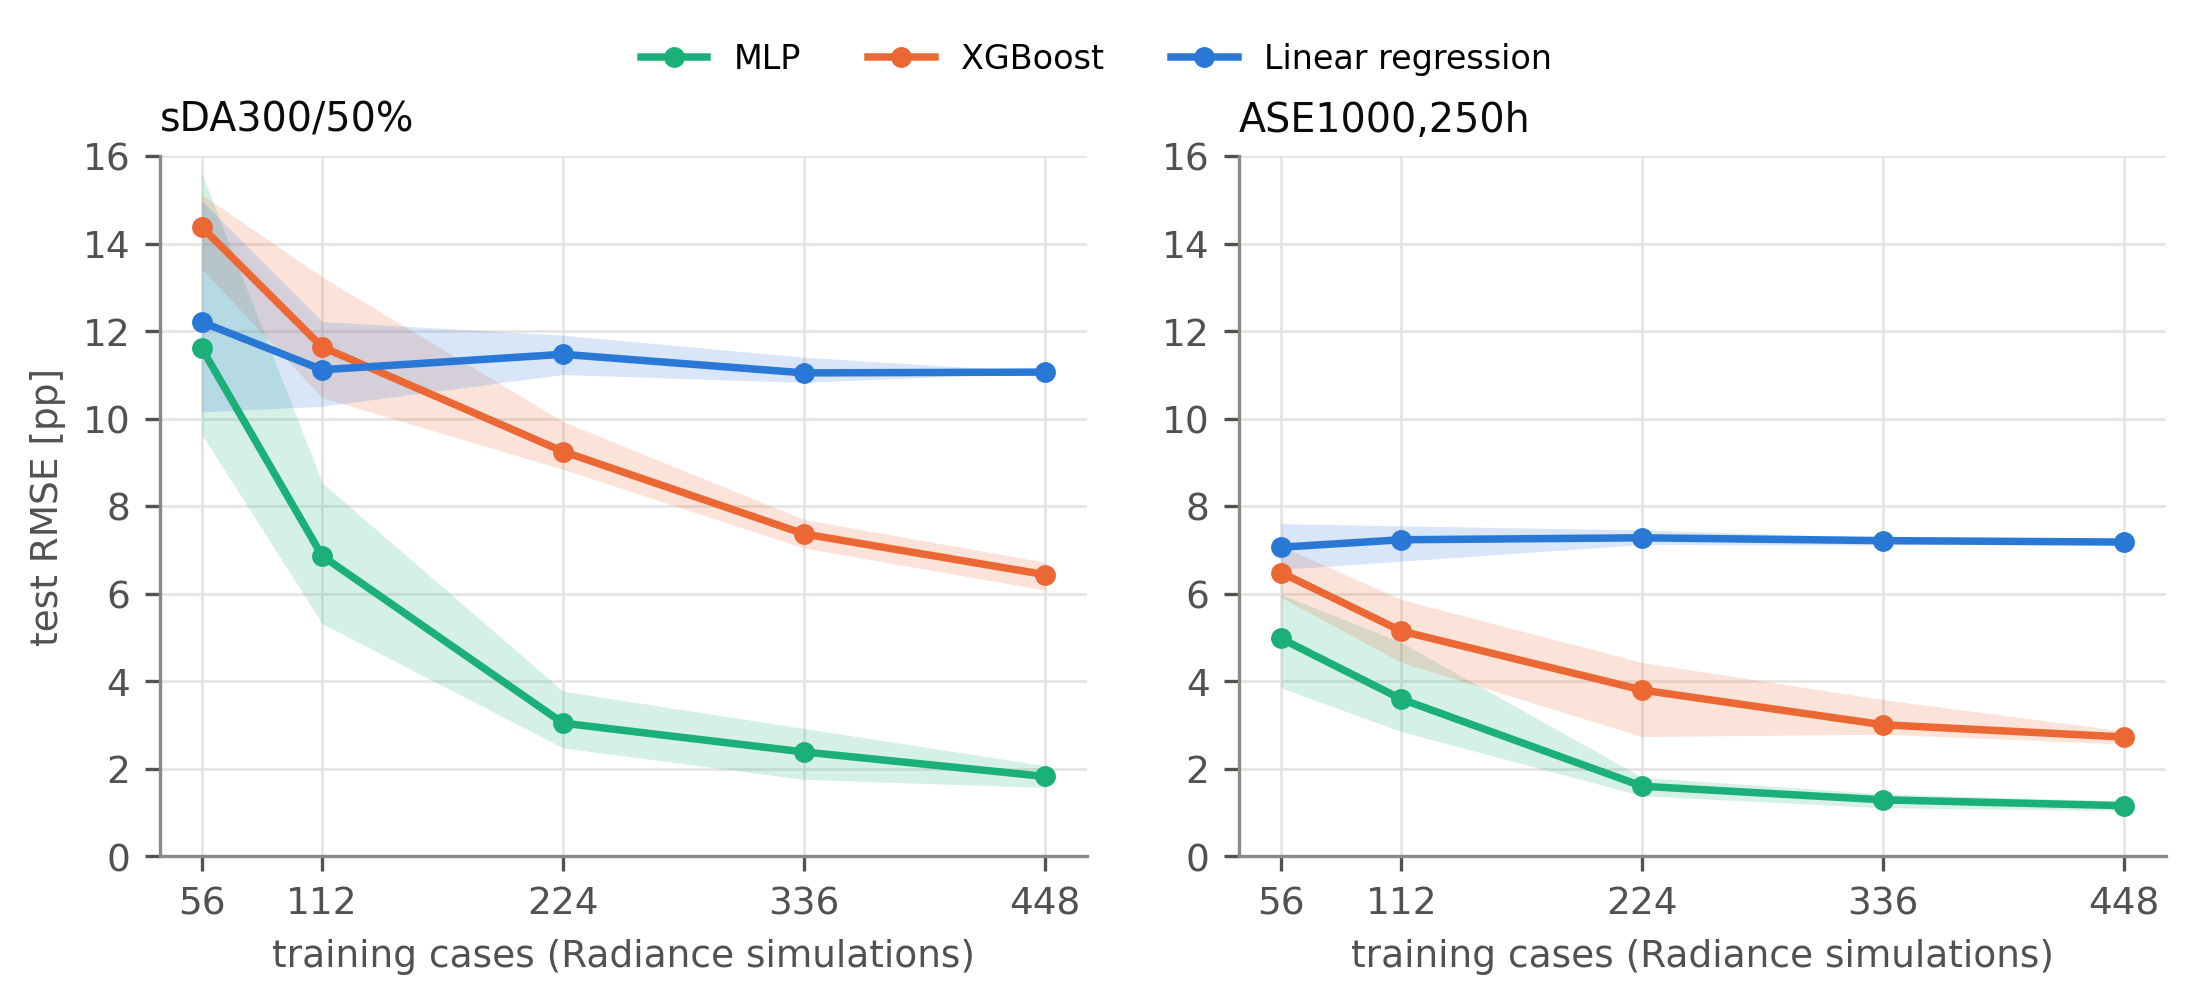 MLP XGBoost Linear regression
sDA300/50%
16
14
12
10
8
6
4
2
0
test RMSE [pp]
56 112 224 336 448
training cases (Radiance simulations)
ASE1000,250h
16
14
12
10
8
6
4
2
0
56 112 224 336 448
training cases (Radiance simulations)